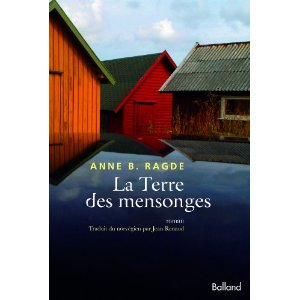 ANNE B. RAGDE
La Terre
des mensonges
roman
Traduit du norvégien par Jean Renaud
Balland